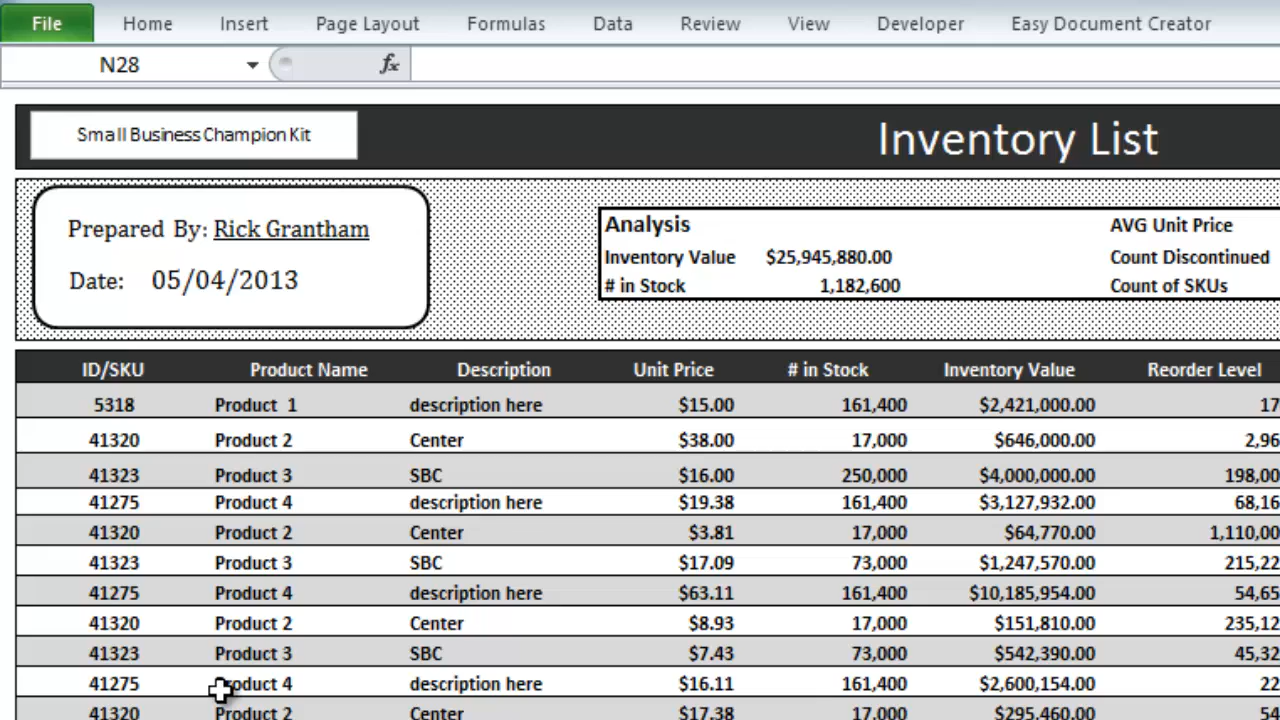 File Home Insert Page Layout Formulas Data Review View Developer Easy Document Creator
N28 fx
Small Business Champion Kit
Inventory List
Prepared By: Rick Grantham
Date: 05/04/2013
Analysis AVG Unit Price
Inventory Value $25,945,880.00 Count Discontinued
# in Stock 1,182,600 Count of SKUs
ID/SKU Product Name Description Unit Price # in Stock Inventory Value Reorder Level
5318 Product 1 description here $15.00 161,400 $2,421,000.00 17
41320 Product 2 Center $38.00 17,000 $646,000.00 2,96
41323 Product 3 SBC $16.00 250,000 $4,000,000.00 198,00
41275 Product 4 description here $19.38 161,400 $3,127,932.00 68,16
41320 Product 2 Center $3.81 17,000 $64,770.00 1,110,00
41323 Product 3 SBC $17.09 73,000 $1,247,570.00 215,22
41275 Product 4 description here $63.11 161,400 $10,185,954.00 54,65
41320 Product 2 Center $8.93 17,000 $151,810.00 235,12
41323 Product 3 SBC $7.43 73,000 $542,390.00 45,32
41275 Product 4 description here $16.11 161,400 $2,600,154.00 22
41320 Product 2 Center $17.38 17,000 $295,460.00 54